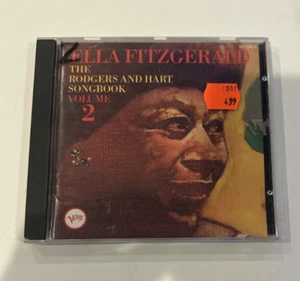 ELLA FITZGERALD
THE
RODGERS AND HART
SONGBOOK
VOLUME
2
4.99
Verve